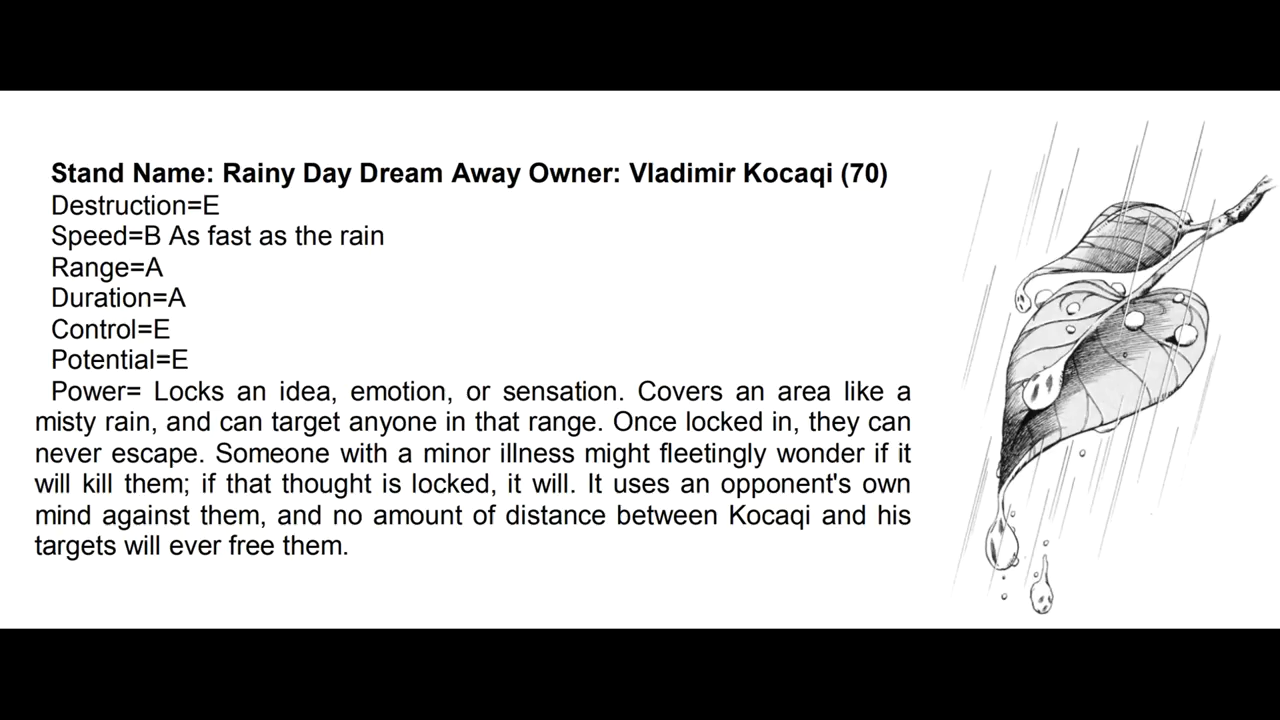 Stand Name: Rainy Day Dream Away Owner: Vladimir Kocaqi (70)
Destruction=E
Speed=B As fast as the rain
Range=A
Duration=A
Control=E
Potential=E
Power= Locks an idea, emotion, or sensation. Covers an area like a
misty rain, and can target anyone in that range. Once locked in, they can
never escape. Someone with a minor illness might fleetingly wonder if it
will kill them; if that thought is locked, it will. It uses an opponent's own
mind against them, and no amount of distance between Kocaqi and his
targets will ever free them.